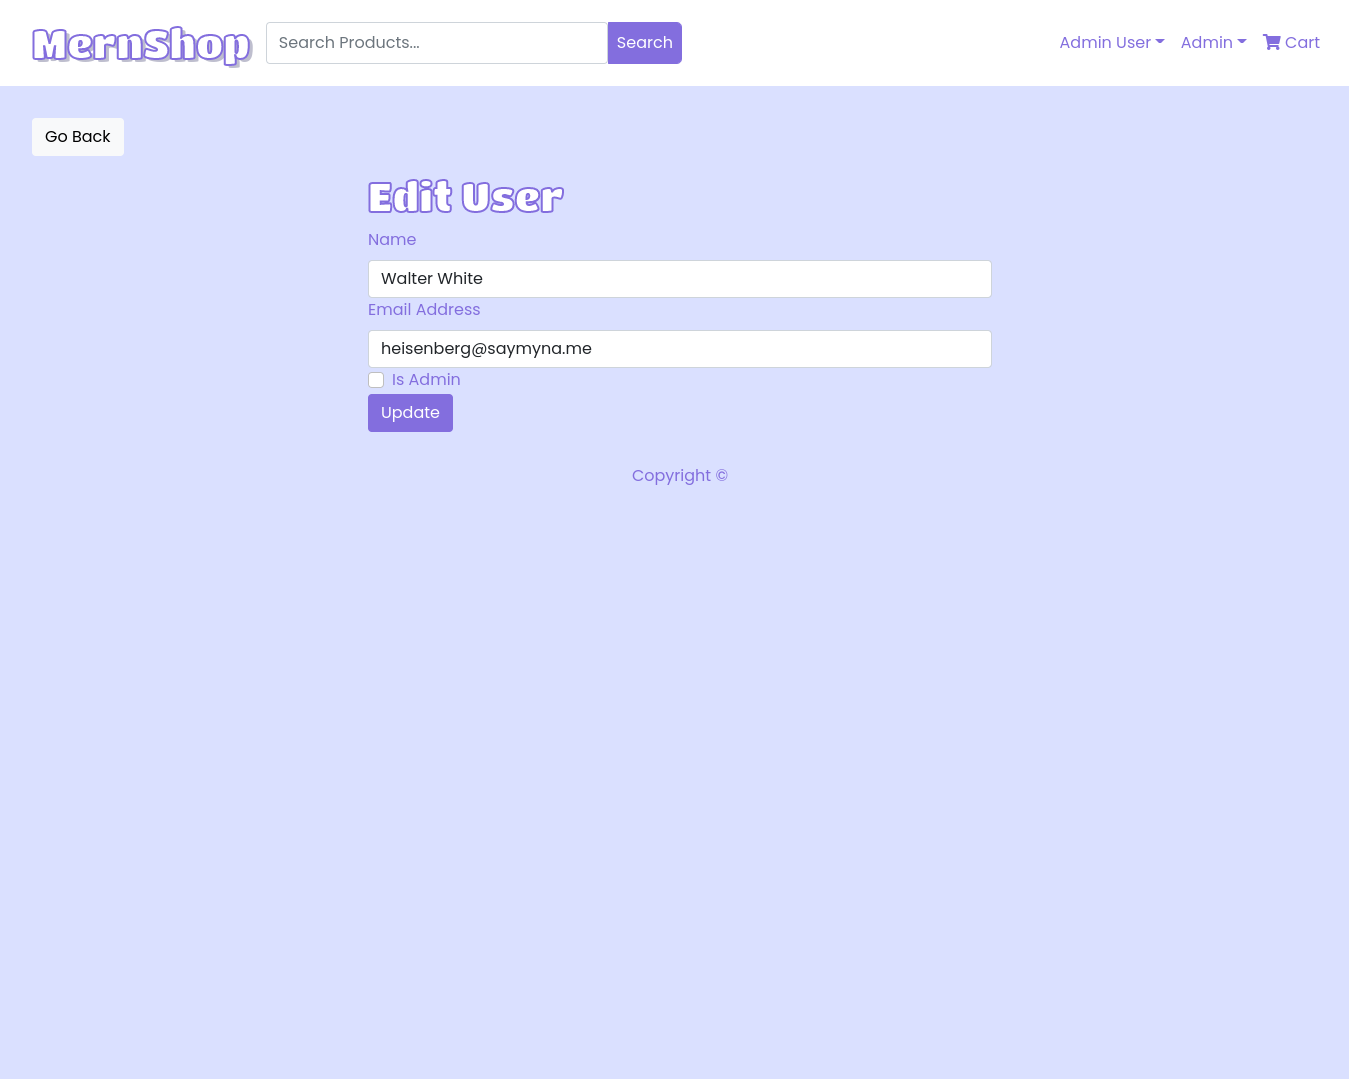 MernShop
Search Products...
Search
Admin User
Admin
Cart
Go Back
Edit User
Name
Walter White
Email Address
heisenberg@saymyna.me
Is Admin
Update
Copyright ©